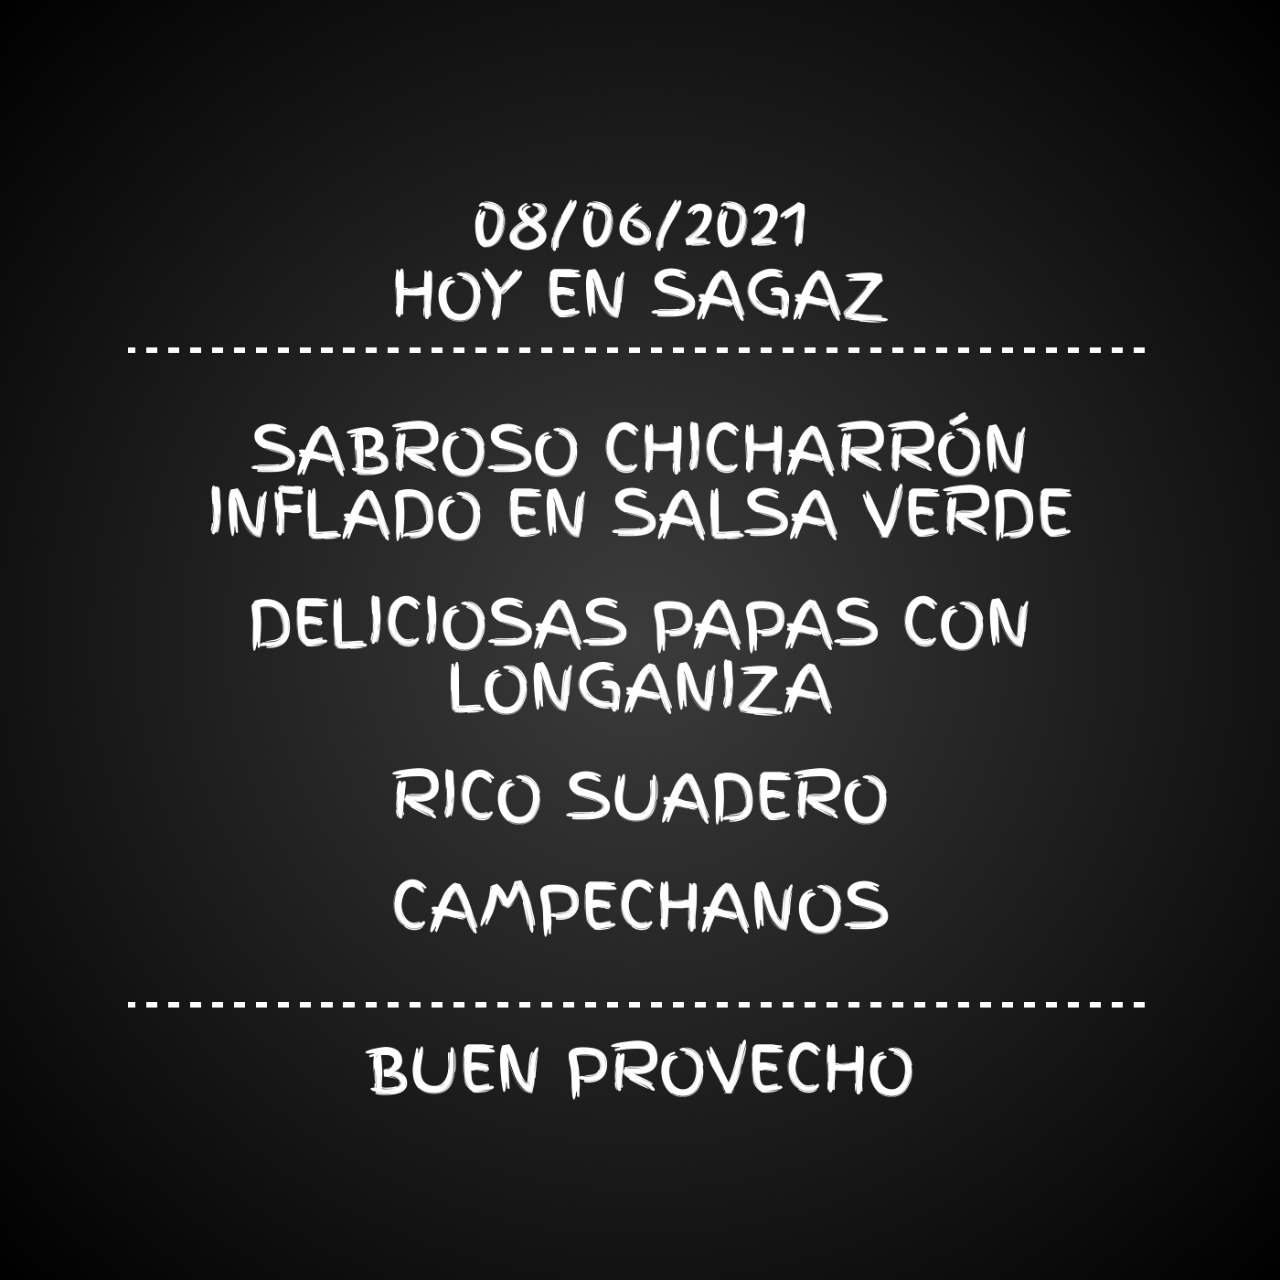 08/06/2021
HOY EN SAGAZ
SABROSO CHICHARRÓN
INFLADO EN SALSA VERDE
DELICIOSAS PAPAS CON
LONGANIZA
RICO SUADERO
CAMPECHANOS
BUEN PROVECHO